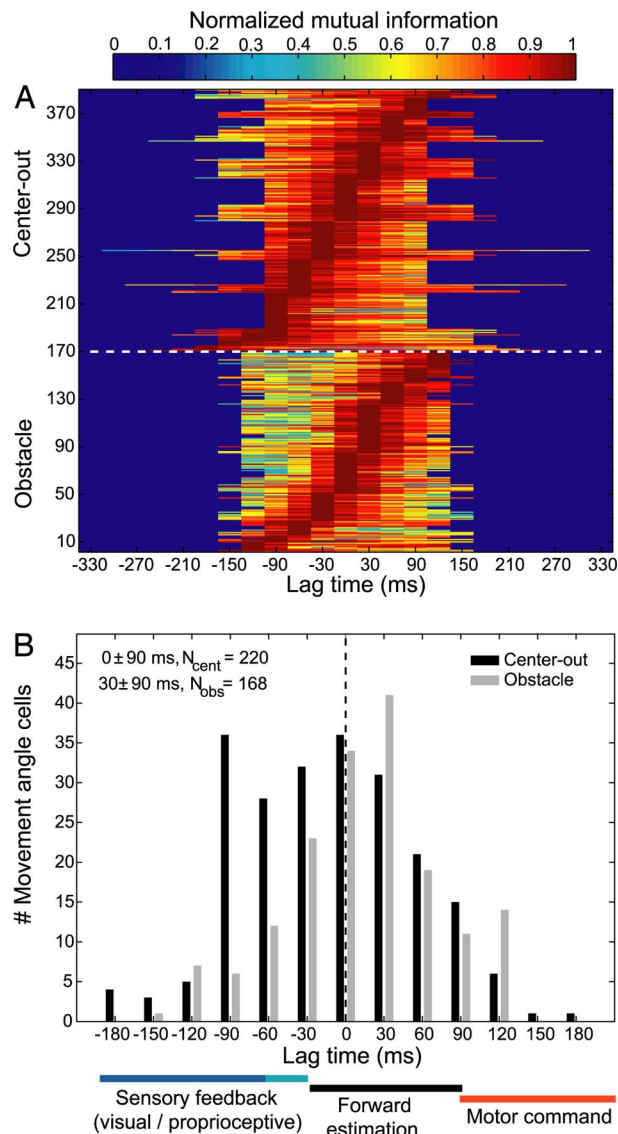 Normalized mutual information
0 0.1 0.2 0.3 0.4 0.5 0.6 0.7 0.8 0.9 1
A
390
370
330
290
250
210
170
130
90
50
10
Center-out
Obstacle
-330 -270 -210 -150 -90 -30 30 90 150 210 270 330
Lag time (ms)
B
0 ± 90 ms, Ncent = 220
30 ± 90 ms, Nobs = 168
Center-out
Obstacle
45
40
35
30
25
20
15
10
5
0
# Movement angle cells
-180 -150 -120 -90 -60 -30 0 30 60 90 120 150 180
Lag time (ms)
Sensory feedback
(visual / proprioceptive)
Forward
estimation
Motor command